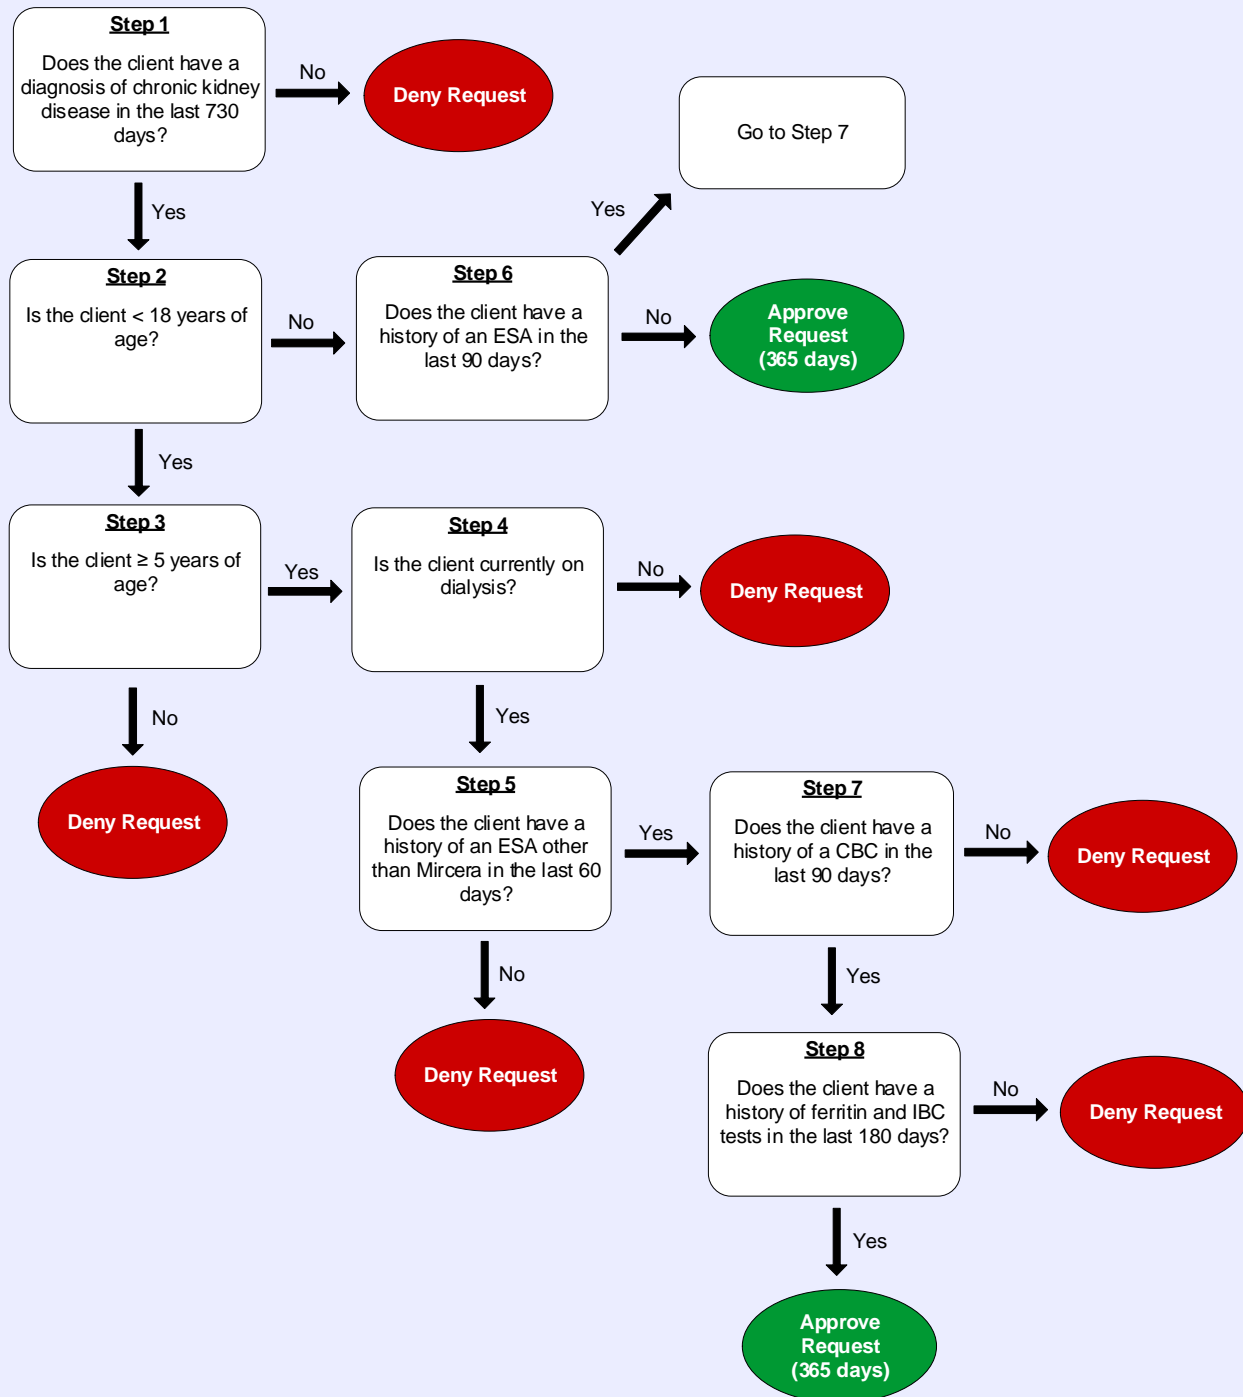 Step 1
Does the client have a
diagnosis of chronic kidney
disease in the last 730
days?
No
Deny Request
Go to Step 7
Yes
Yes
Step 2
Is the client < 18 years of
age?
No
Step 6
Does the client have a
history of an ESA in the
last 90 days?
No
Approve
Request
(365 days)
Yes
Step 3
Is the client ≥ 5 years of
age?
Yes
Step 4
Is the client currently on
dialysis?
No
Deny Request
No
Deny Request
Yes
Step 5
Does the client have a
history of an ESA other
than Mircera in the last 60
days?
Yes
Step 7
Does the client have a
history of a CBC in the
last 90 days?
No
Deny Request
No
Deny Request
Yes
Step 8
Does the client have a
history of ferritin and IBC
tests in the last 180 days?
No
Deny Request
Yes
Approve
Request
(365 days)